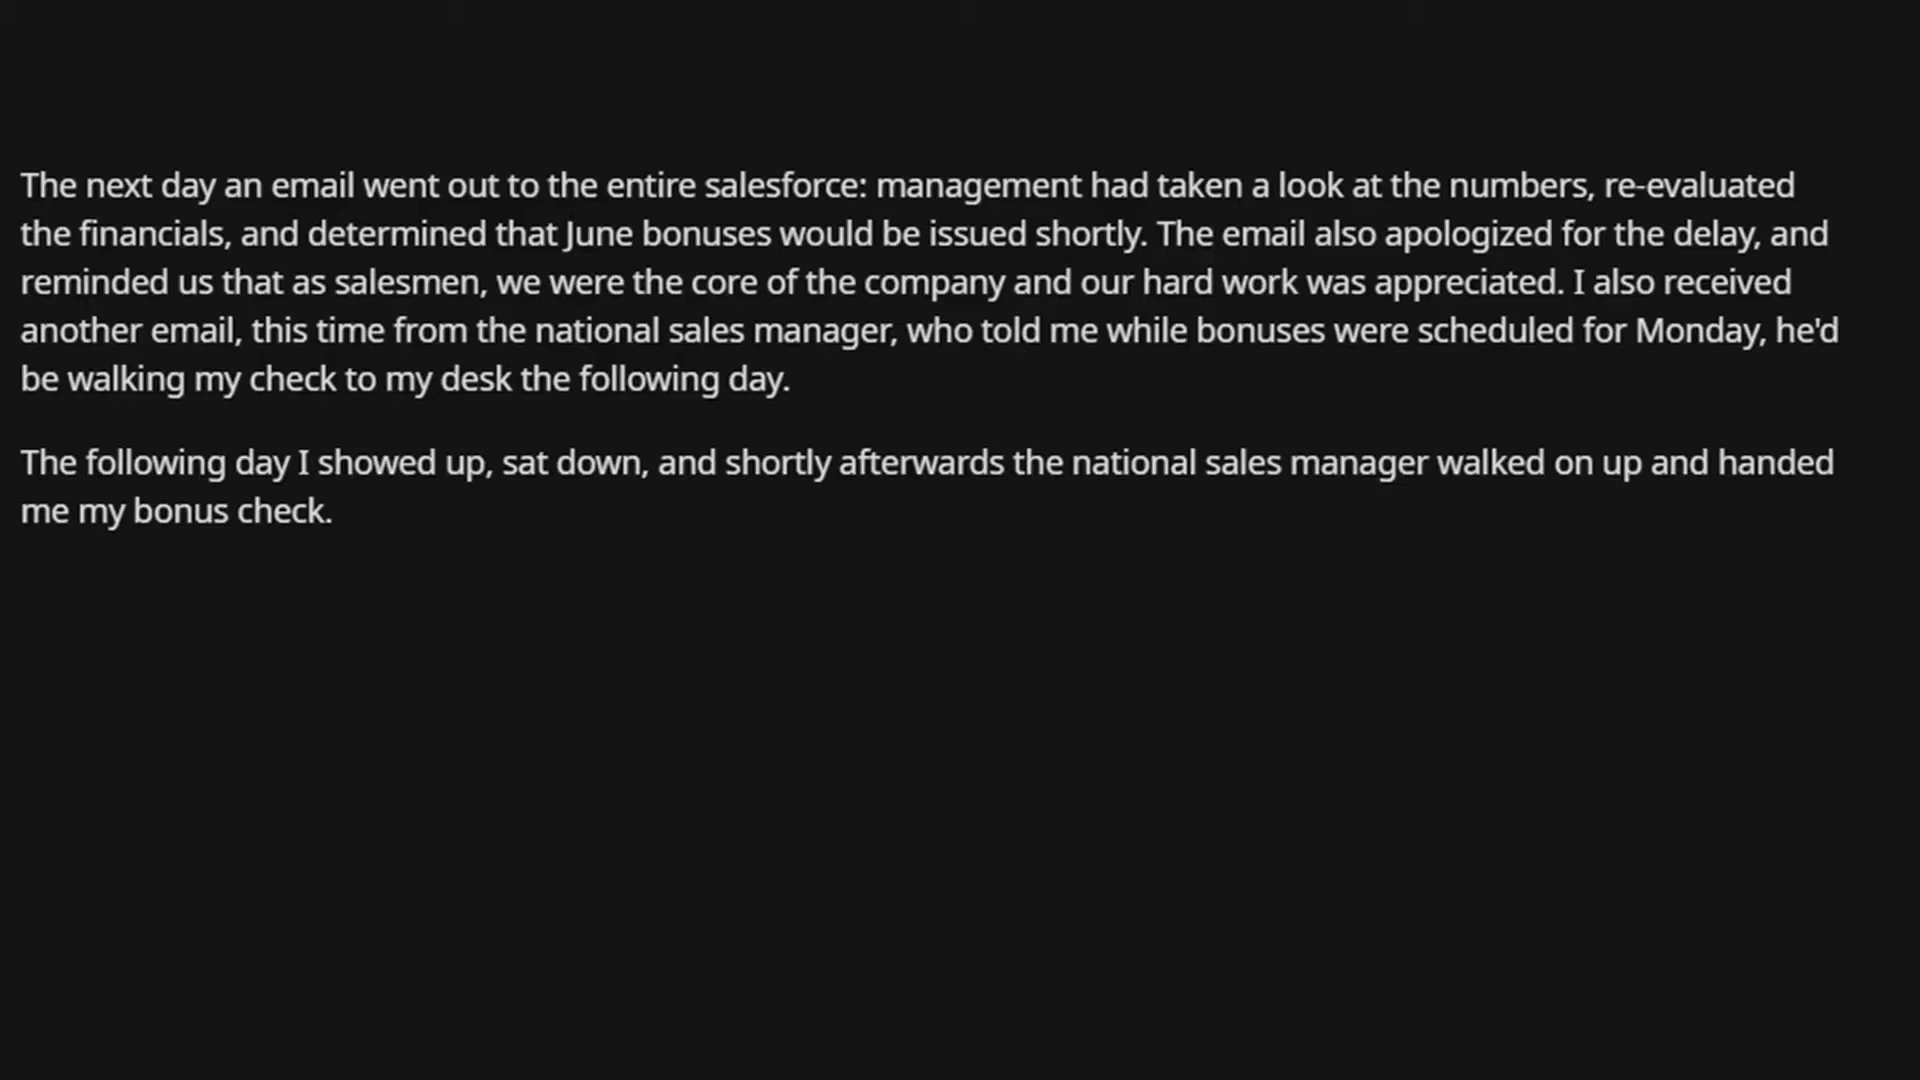 The next day an email went out to the entire salesforce: management had taken a look at the numbers, re-evaluated
the financials, and determined that June bonuses would be issued shortly. The email also apologized for the delay, and
reminded us that as salesmen, we were the core of the company and our hard work was appreciated. I also received
another email, this time from the national sales manager, who told me while bonuses were scheduled for Monday, he'd
be walking my check to my desk the following day.
The following day I showed up, sat down, and shortly afterwards the national sales manager walked on up and handed
me my bonus check.